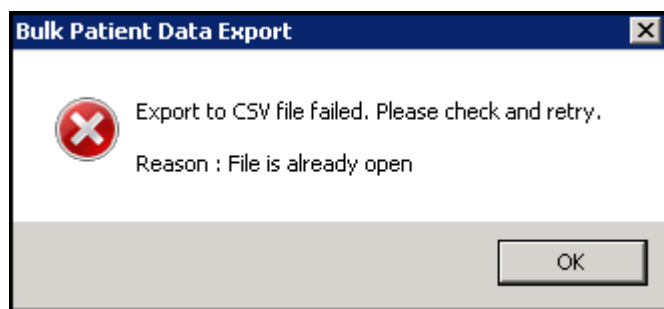 Bulk Patient Data Export
Export to CSV file failed. Please check and retry.
Reason : File is already open
OK